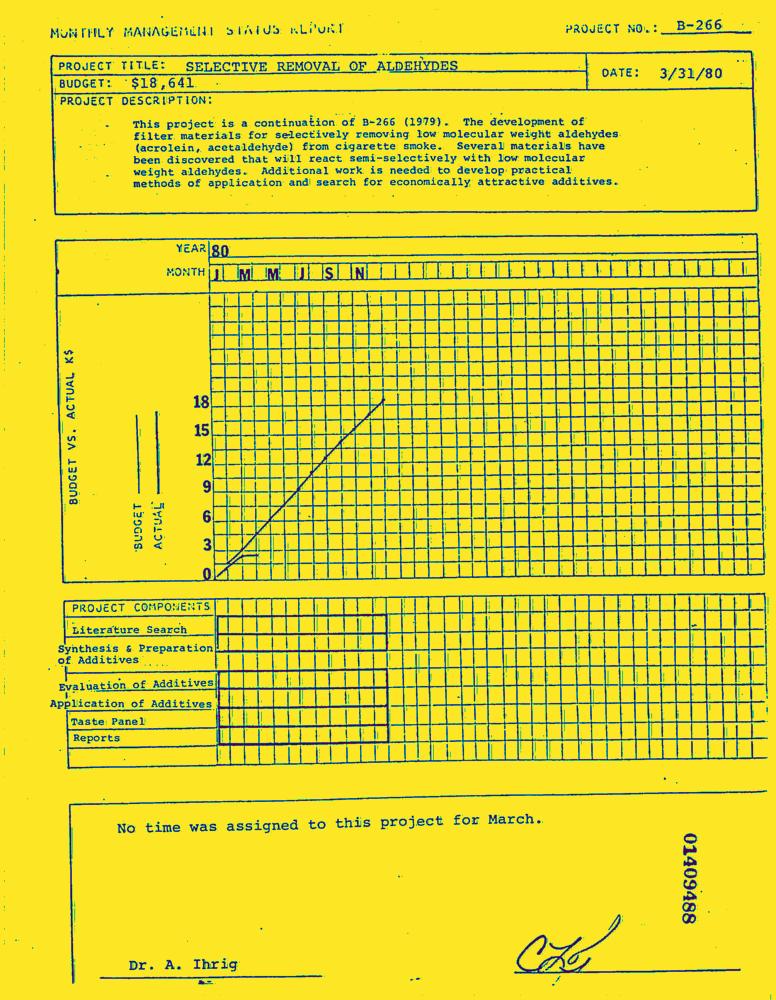 MONTHLY MANAGEMENT STATUS REPORT PROJECT NO.: B-266
PROJECT TITLE: SELECTIVE REMOVAL OF ALDEHYDES
BUDGET: $18,641
DATE: 3/31/80
PROJECT DESCRIPTION:
This project is a continuation of B-266 (1979). The development of
filter materials for selectively removing low molecular weight aldehydes
(acrolein, acetaldehyde) from cigarette smoke. Several materials have
been discovered that will react semi-selectively with low molecular
weight aldehydes. Additional work is needed to develop practical
methods of application and search for economically attractive additives.
YEAR 80
MONTH J M M J S N
BUDGET VS. ACTUAL K$
BUDGET
ACTUAL
18
15
12
9
6
3
0
PROJECT COMPONENTS
Literature Search
Synthesis & Preparation
of Additives
Evaluation of Additives
Application of Additives
Taste Panel
Reports
No time was assigned to this project for March.
01409488
Dr. A. Ihrig